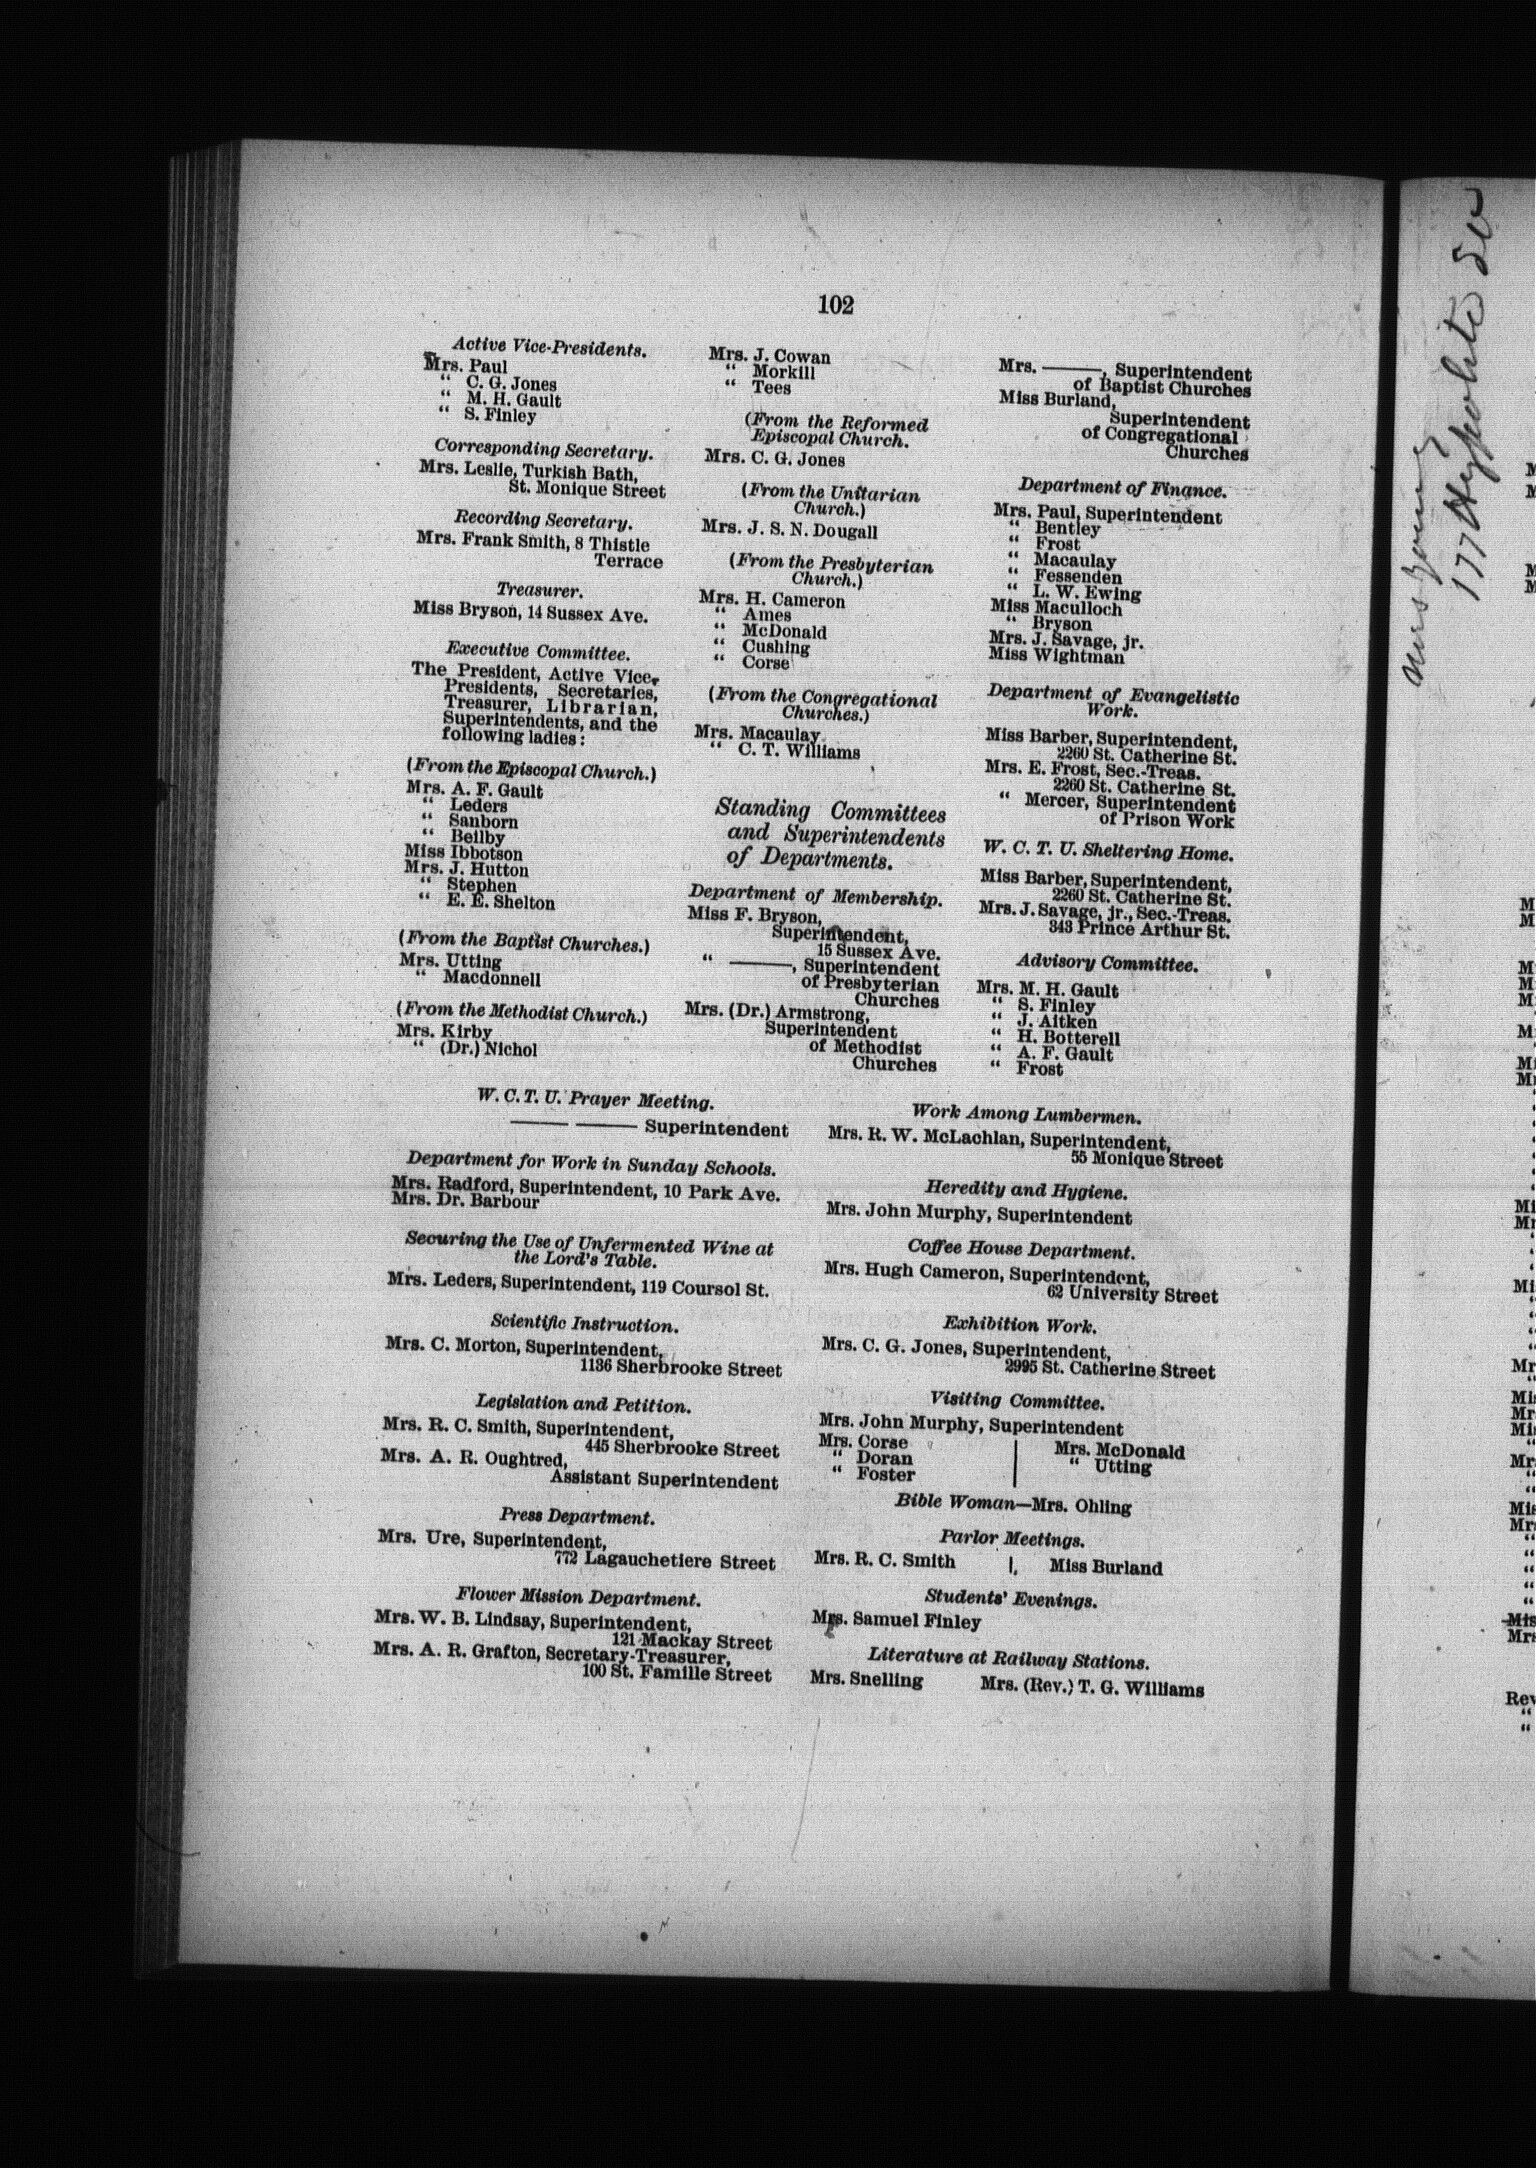 102
Active Vice-Presidents.
Mrs. Paul
“ C. G. Jones
“ M. H. Gault
“ S. Finley
Corresponding Secretary.
Mrs. Leslie, Turkish Bath,
St. Monique Street
Recording Secretary.
Mrs. Frank Smith, 8 Thistle
Terrace
Treasurer.
Miss Bryson, 14 Sussex Ave.
Executive Committee.
The President, Active Vice-
Presidents, Secretaries,
Treasurer, Librarian,
Superintendents, and the
following ladies:
(From the Episcopal Church.)
Mrs. A. F. Gault
“ Leders
“ Sanborn
“ Beilby
Miss Ibbotson
Mrs. J. Hutton
“ Stephen
“ E. E. Shelton
(From the Baptist Churches.)
Mrs. Utting
“ Macdonnell
(From the Methodist Church.)
Mrs. Kirby
“ (Dr.) Nichol
Mrs. J. Cowan
“ Morkill
“ Tees
(From the Reformed
Episcopal Church.
Mrs. C. G. Jones
(From the Unitarian
Church.)
Mrs. J. S. N. Dougall
(From the Presbyterian
Church.)
Mrs. H. Cameron
“ Ames
“ McDonald
“ Cushing
“ Corse
(From the Congregational
Churches.)
Mrs. Macaulay
“ C. T. Williams
Standing Committees
and Superintendents
of Departments.
Department of Membership.
Miss F. Bryson,
Superintendent,
15 Sussex Ave.
“ ———, Superintendent
of Presbyterian
Churches
Mrs. (Dr.) Armstrong,
Superintendent
of Methodist
Churches
Mrs. ———, Superintendent
of Baptist Churches
Miss Burland,
Superintendent
of Congregational
Churches
Department of Finance.
Mrs. Paul, Superintendent
“ Bentley
“ Frost
“ Macaulay
“ Fessenden
“ L. W. Ewing
Miss Maculloch
“ Bryson
Mrs. J. Savage, jr.
Miss Wightman
Department of Evangelistic
Work.
Miss Barber, Superintendent,
2260 St. Catherine St.
Mrs. E. Frost, Sec.-Treas.
2260 St. Catherine St.
“ Mercer, Superintendent
of Prison Work
W. C. T. U. Sheltering Home.
Miss Barber, Superintendent,
2260 St. Catherine St.
Mrs. J. Savage, jr., Sec.-Treas.
343 Prince Arthur St.
Advisory Committee.
Mrs. M. H. Gault
“ S. Finley
“ J. Aitken
“ H. Botterell
“ A. F. Gault
“ Frost
W. C. T. U. Prayer Meeting.
——— ——— Superintendent
Department for Work in Sunday Schools.
Mrs. Radford, Superintendent, 10 Park Ave.
Mrs. Dr. Barbour
Securing the Use of Unfermented Wine at
the Lord's Table.
Mrs. Leders, Superintendent, 119 Coursol St.
Scientific Instruction.
Mrs. C. Morton, Superintendent,
1136 Sherbrooke Street
Legislation and Petition.
Mrs. R. C. Smith, Superintendent,
445 Sherbrooke Street
Mrs. A. R. Oughtred,
Assistant Superintendent
Press Department.
Mrs. Ure, Superintendent,
772 Lagauchetiere Street
Flower Mission Department.
Mrs. W. B. Lindsay, Superintendent,
121 Mackay Street
Mrs. A. R. Grafton, Secretary-Treasurer,
100 St. Famille Street
Work Among Lumbermen.
Mrs. R. W. McLachlan, Superintendent,
55 Monique Street
Heredity and Hygiene.
Mrs. John Murphy, Superintendent
Coffee House Department.
Mrs. Hugh Cameron, Superintendent,
62 University Street
Exhibition Work.
Mrs. C. G. Jones, Superintendent,
2995 St. Catherine Street
Visiting Committee.
Mrs. John Murphy, Superintendent
Mrs. Corse
“ Doran
“ Foster
Mrs. McDonald
“ Utting
Bible Woman—Mrs. Ohling
Parlor Meetings.
Mrs. R. C. Smith | Miss Burland
Students' Evenings.
Mrs. Samuel Finley
Literature at Railway Stations.
Mrs. Snelling Mrs. (Rev.) T. G. Williams
177